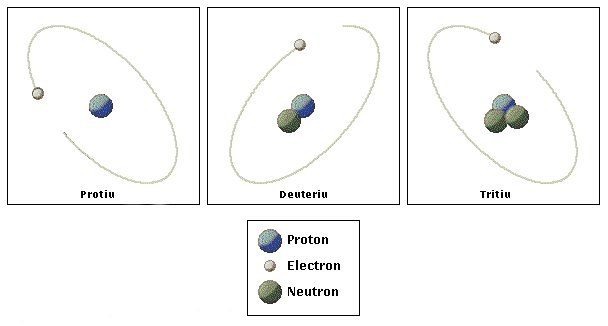 Protiu
Deuteriu
Tritiu
Proton
Electron
Neutron